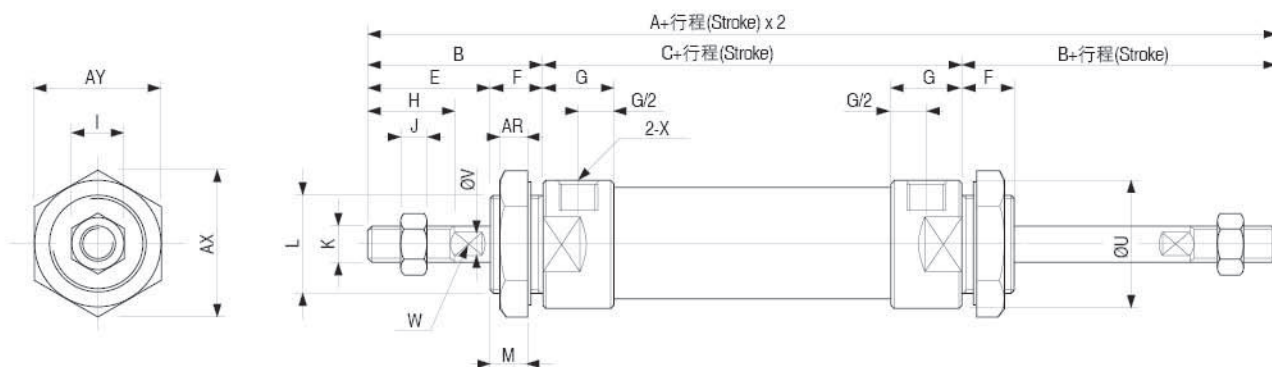 A+行程(Stroke) x 2
B
C+行程(Stroke)
B+行程(Stroke)
AY
E
F
G
G
F
I
H
G/2
G/2
J
AR
2-X
ØV
AX
L
K
ØU
W
M